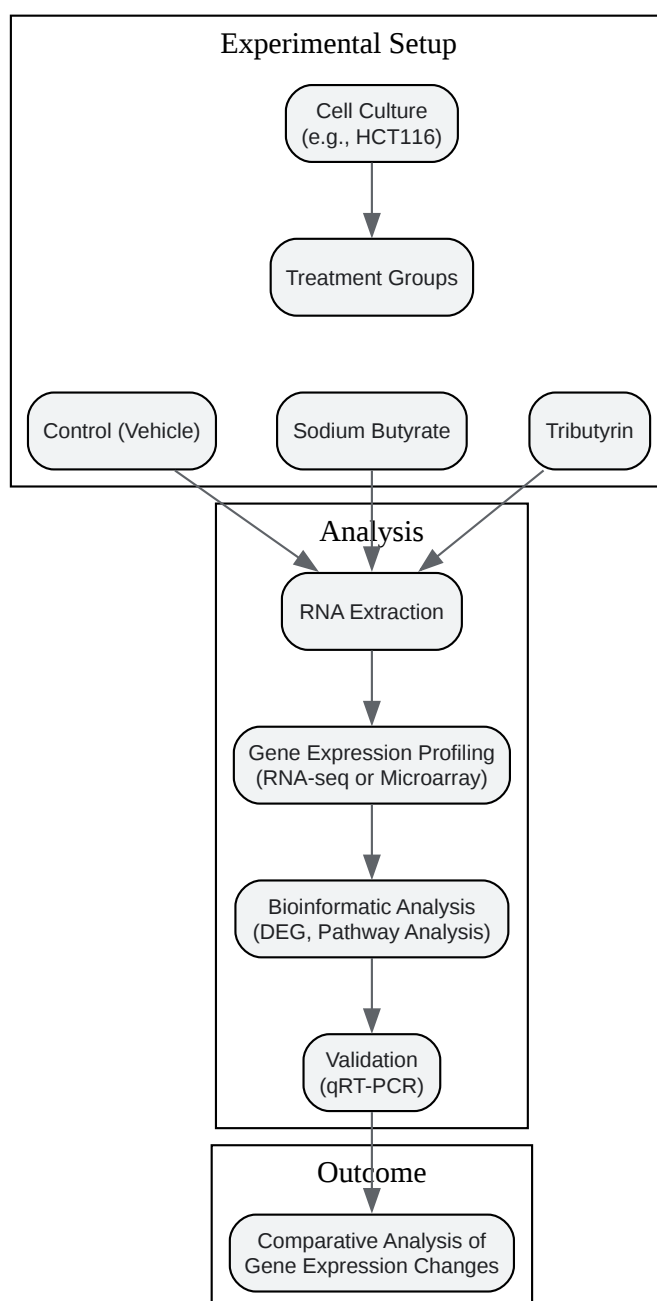 Experimental Setup
Cell Culture
(e.g., HCT116)
Treatment Groups
Control (Vehicle)
Sodium Butyrate
Tributyrin
Analysis
RNA Extraction
Gene Expression Profiling
(RNA-seq or Microarray)
Bioinformatic Analysis
(DEG, Pathway Analysis)
Validation
(qRT-PCR)
Outcome
Comparative Analysis of
Gene Expression Changes